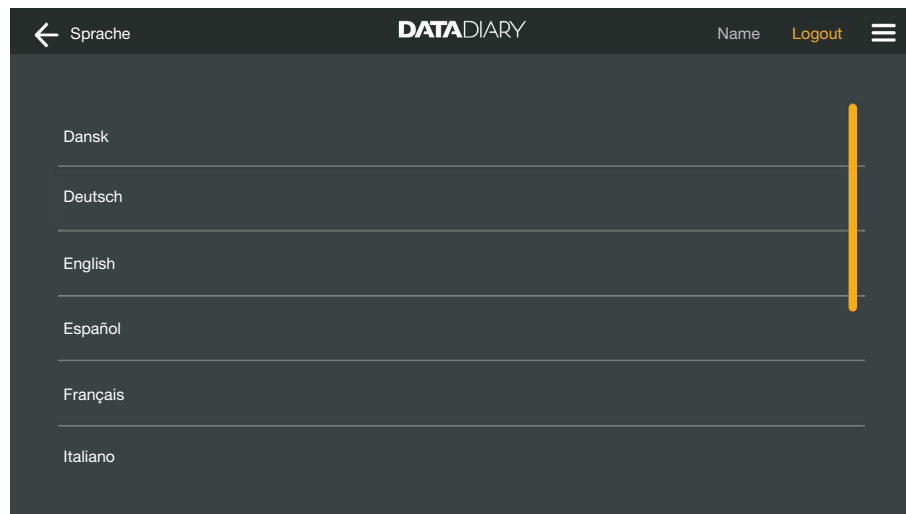 Sprache DATADIARY Name Logout
Dansk
Deutsch
English
Español
Français
Italiano